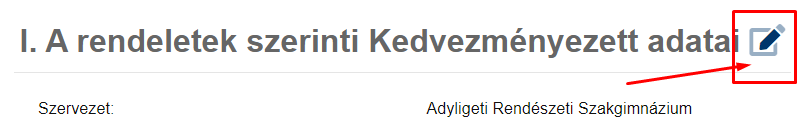 I. A rendeletek szerinti Kedvezményezett adatai
Szervezet: Adyligeti Rendészeti Szakgimnázium